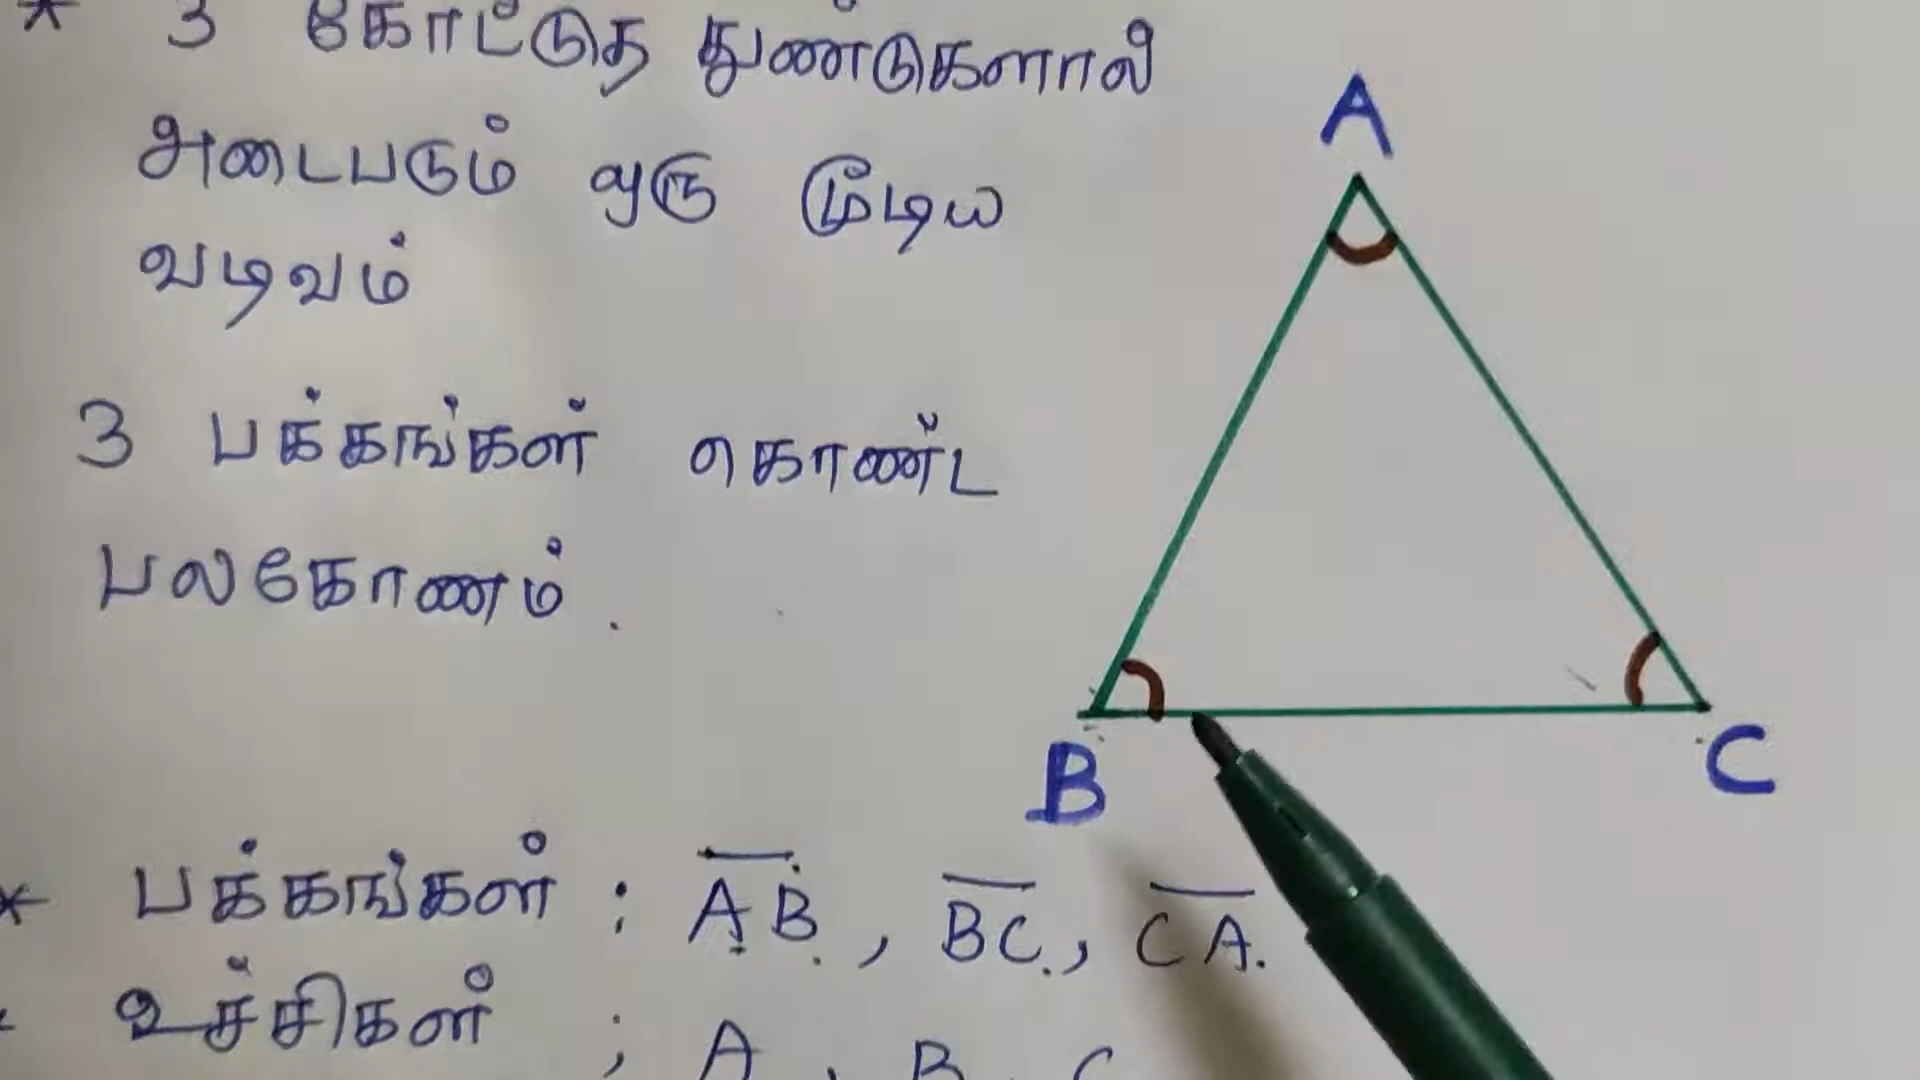 * 3 கோட்டுத துண்டுகளால்
அடைபடும் ஒரு மூடிய
வடிவம்
3 பக்கங்கள் கொண்ட
பலகோணம்.
A
B
C
* பக்கங்கள் : AB, BC, CA.
உச்சிகள் ; A, B, C